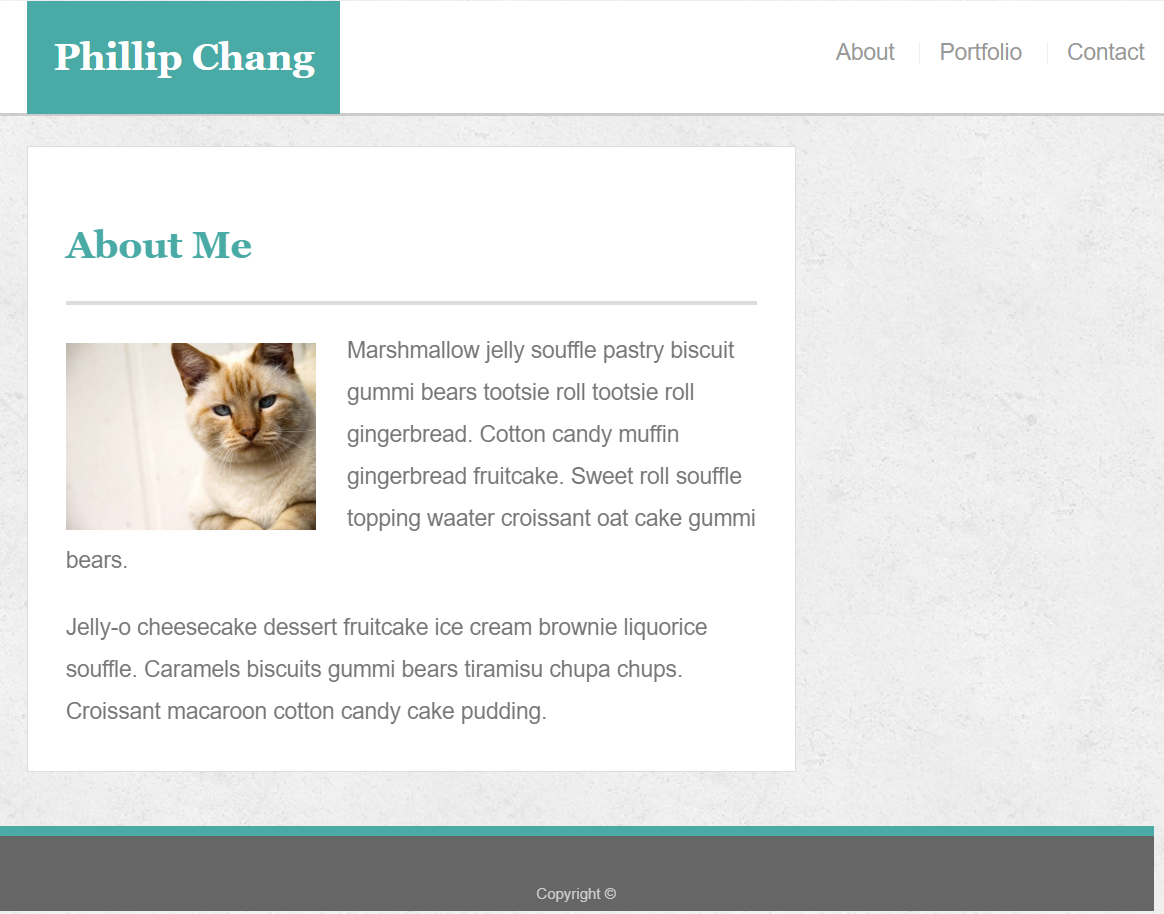 Phillip Chang
About
Portfolio
Contact
About Me
Marshmallow jelly souffle pastry biscuit
gummi bears tootsie roll tootsie roll
gingerbread. Cotton candy muffin
gingerbread fruitcake. Sweet roll souffle
topping waater croissant oat cake gummi
bears.
Jelly-o cheesecake dessert fruitcake ice cream brownie liquorice
souffle. Caramels biscuits gummi bears tiramisu chupa chups.
Croissant macaroon cotton candy cake pudding.
Copyright ©